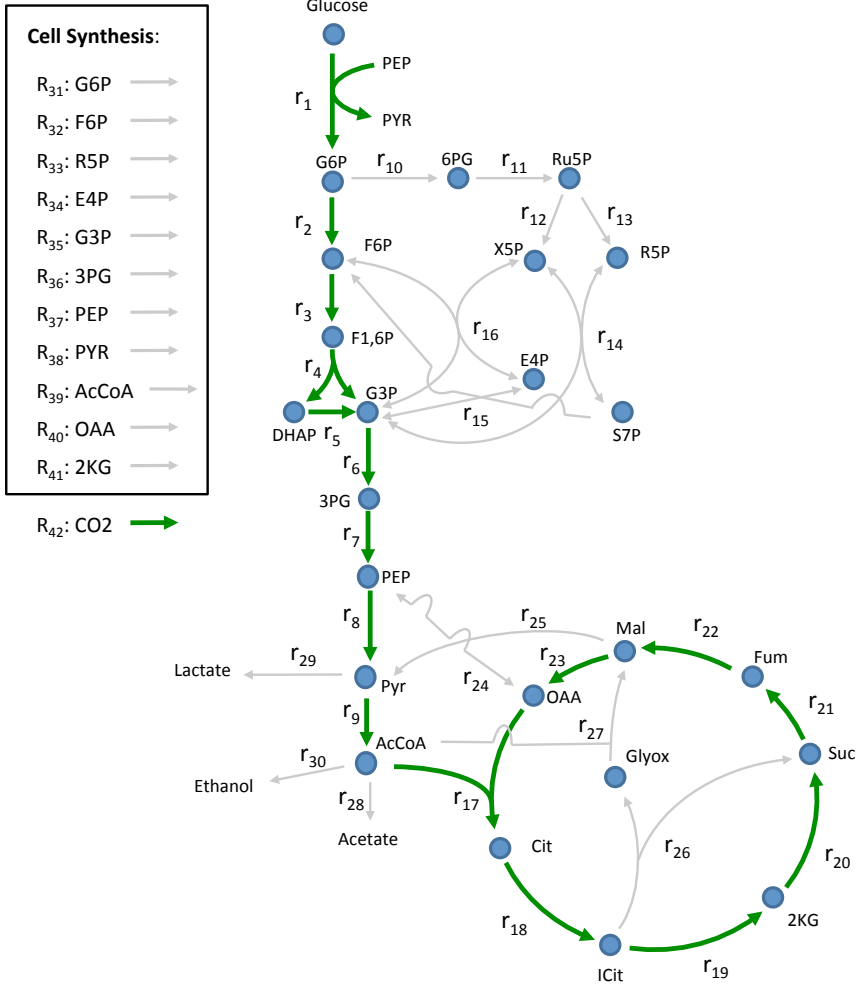 Cell Synthesis:
R31: G6P
R32: F6P
R33: R5P
R34: E4P
R35: G3P
R36: 3PG
R37: PEP
R38: PYR
R39: AcCoA
R40: OAA
R41: 2KG
R42: CO2
Glucose
PEP
r1
PYR
G6P
r10
6PG
r11
Ru5P
r2
r12
r13
F6P
X5P
R5P
r3
F1,6P
r16
r14
r4
E4P
G3P
DHAP
r5
r15
S7P
r6
3PG
r7
PEP
r8
r25
Mal
r22
Lactate
r29
Pyr
r23
Fum
r24
OAA
r21
r9
AcCoA
r27
Suc
r30
Glyox
Ethanol
r28
r17
Acetate
Cit
r26
r20
r18
2KG
ICit
r19